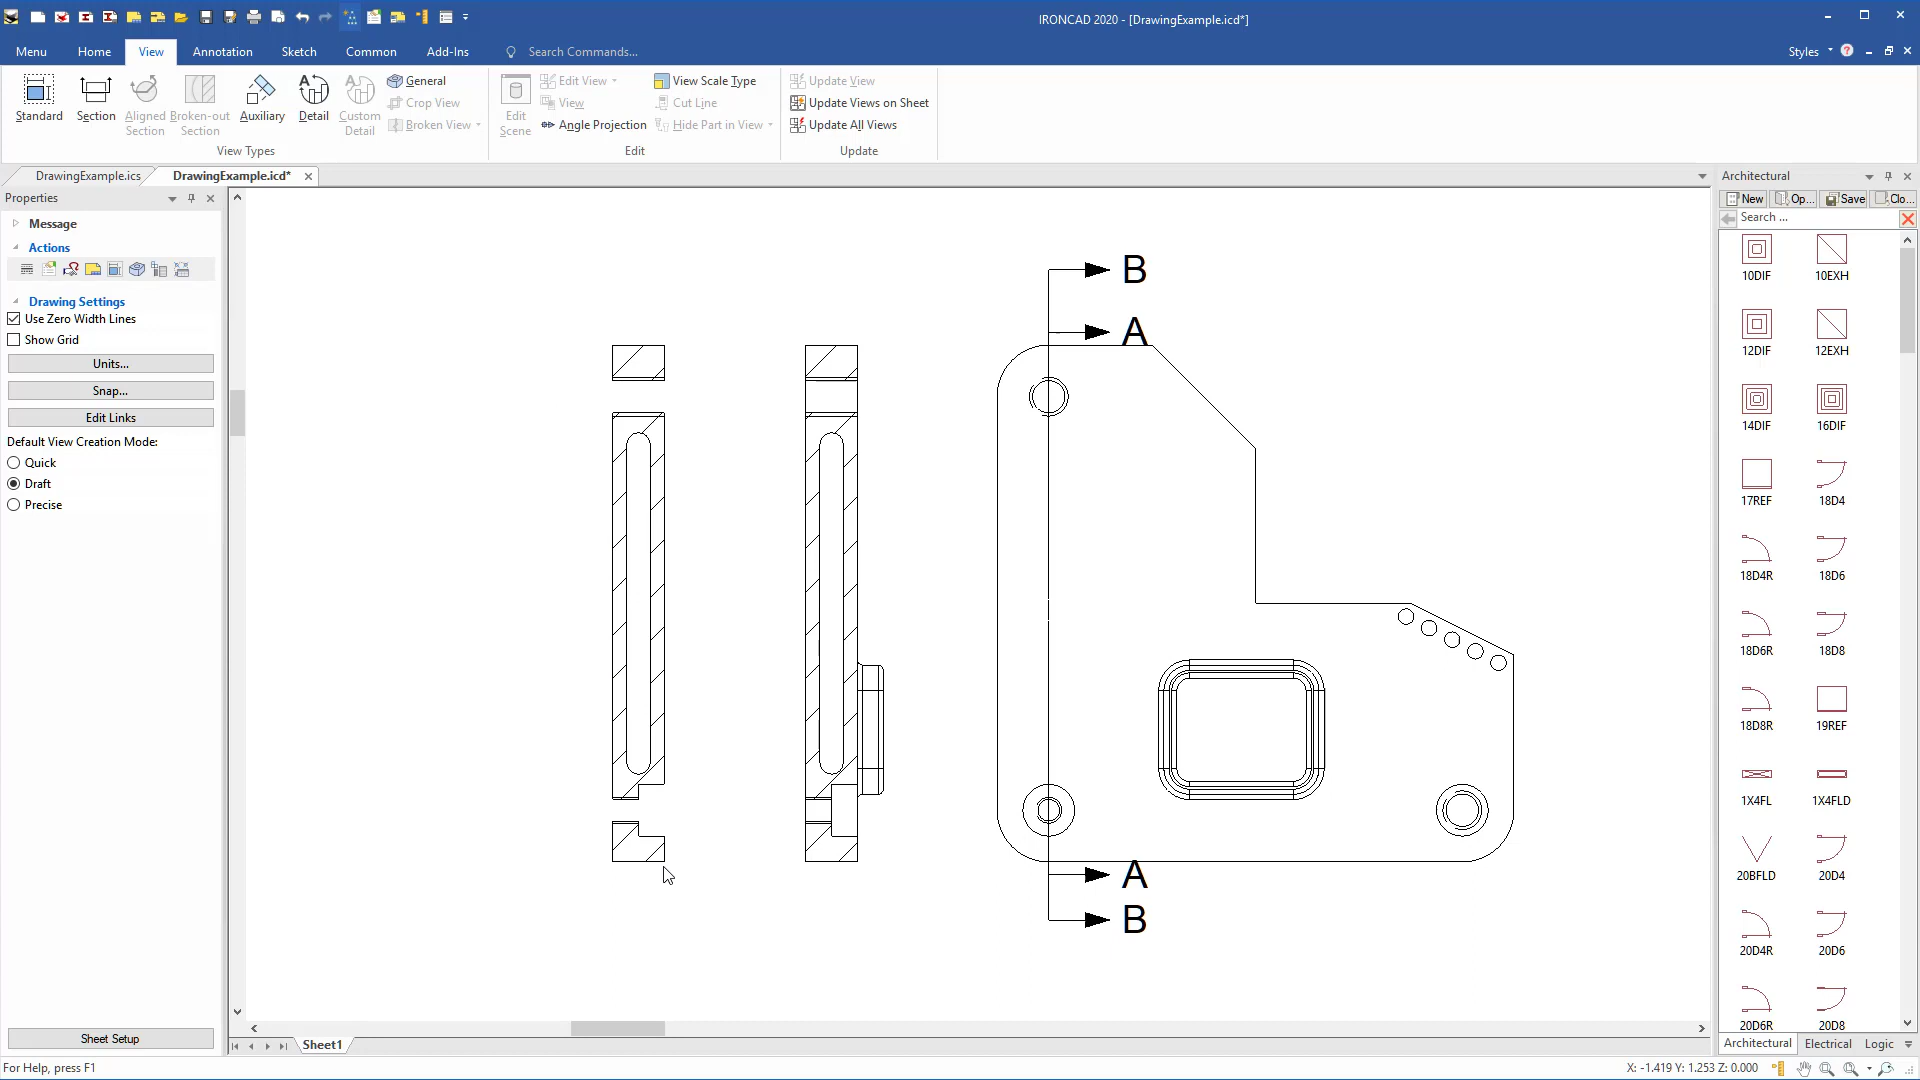 IRONCAD 2020 - [DrawingExample.icd*]
Menu Home View Annotation Sketch Common Add-Ins Search Commands... Styles
Standard Section Aligned Section Broken-out Section Auxiliary Detail Custom Detail
General
Crop View
Broken View
View Types
Edit Scene
Edit View
View
Angle Projection
View Scale Type
Cut Line
Hide Part in View
Edit
Update View
Update Views on Sheet
Update All Views
Update
DrawingExample.ics DrawingExample.icd*
Properties
Message
Actions
Drawing Settings
Use Zero Width Lines
Show Grid
Units...
Snap...
Edit Links
Default View Creation Mode:
Quick
Draft
Precise
Sheet Setup
B
A
A
B
Sheet1
Architectural
New Op... Save Clo...
Search ...
10DIF 10EXH
12DIF 12EXH
14DIF 16DIF
17REF 18D4
18D4R 18D6
18D6R 18D8
18D8R 19REF
1X4FL 1X4FLD
20BFLD 20D4
20D4R 20D6
20D6R 20D8
Architectural Electrical Logic
For Help, press F1
X: -1.419 Y: 1.253 Z: 0.000